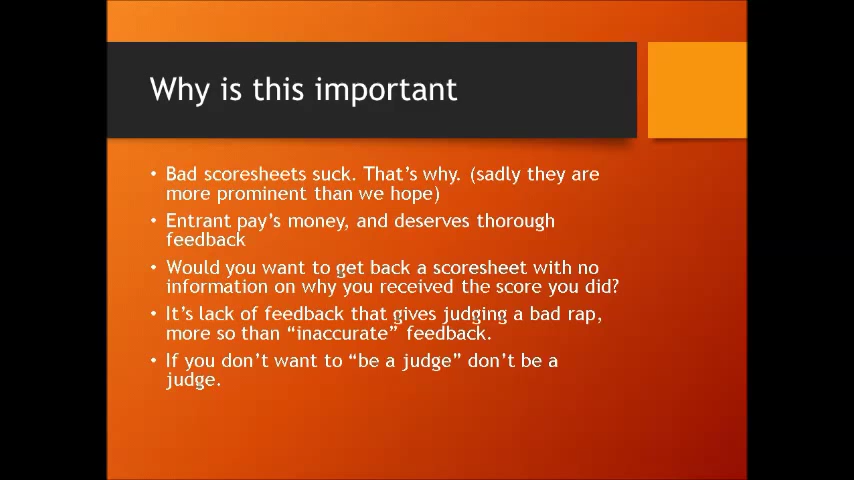 Why is this important
• Bad scoresheets suck. That's why. (sadly they are
more prominent than we hope)
• Entrant pay's money, and deserves thorough
feedback
• Would you want to get back a scoresheet with no
information on why you received the score you did?
• It's lack of feedback that gives judging a bad rap,
more so than “inaccurate” feedback.
• If you don't want to “be a judge” don't be a
judge.